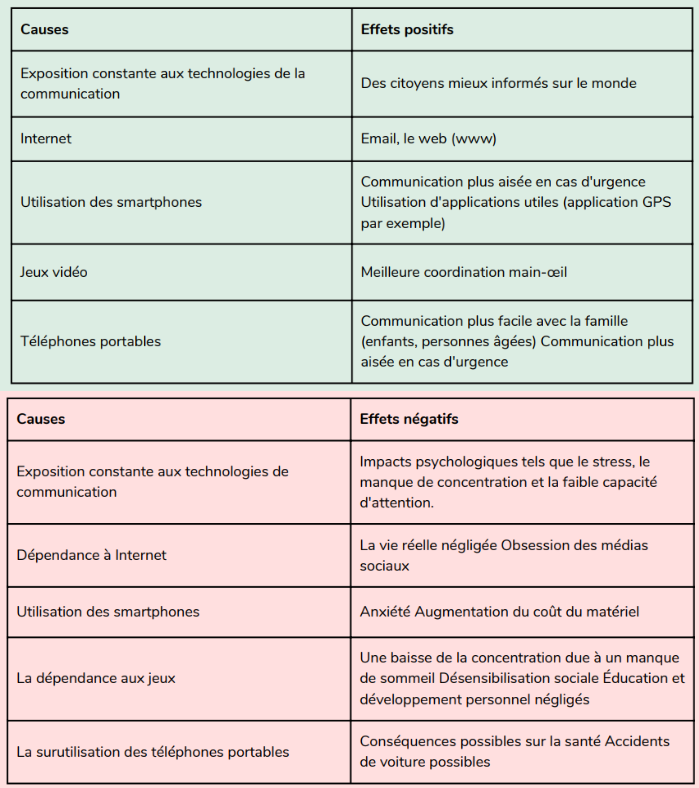 Causes
Effets positifs
Exposition constante aux technologies de la
communication
Des citoyens mieux informés sur le monde
Internet
Email, le web (www)
Utilisation des smartphones
Communication plus aisée en cas d'urgence
Utilisation d'applications utiles (application GPS
par exemple)
Jeux vidéo
Meilleure coordination main-œil
Téléphones portables
Communication plus facile avec la famille
(enfants, personnes âgées) Communication plus
aisée en cas d'urgence
Causes
Effets négatifs
Exposition constante aux technologies de
communication
Impacts psychologiques tels que le stress, le
manque de concentration et la faible capacité
d'attention.
Dépendance à Internet
La vie réelle négligée Obsession des médias
sociaux
Utilisation des smartphones
Anxiété Augmentation du coût du matériel
La dépendance aux jeux
Une baisse de la concentration due à un manque
de sommeil Désensibilisation sociale Éducation et
développement personnel négligés
La surutilisation des téléphones portables
Conséquences possibles sur la santé Accidents
de voiture possibles